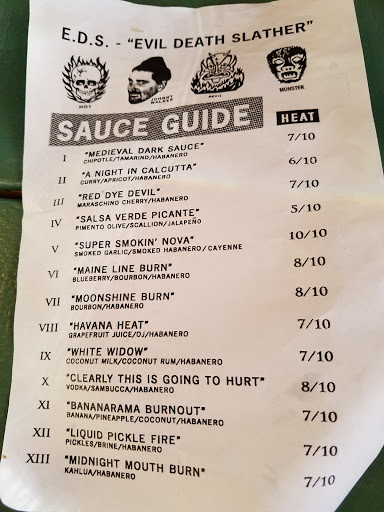 E.D.S. - "EVIL DEATH SLATHER"
HOT
JOHNNY
DEVIL
MONSTER
SAUCE GUIDE HEAT
I "MEDIEVAL DARK SAUCE" 7/10
CHIPOTLE/TAMARIND/HABANERO
II "A NIGHT IN CALCUTTA" 6/10
CURRY/APRICOT/HABANERO
III "RED DYE DEVIL" 7/10
MARASCHINO CHERRY/HABANERO
IV "SALSA VERDE PICANTE" 5/10
PIMENTO OLIVE/SCALLION/JALAPEÑO
V "SUPER SMOKIN' NOVA" 10/10
SMOKED GARLIC/SMOKED HABANERO/CAYENNE
VI "MAINE LINE BURN" 8/10
BLUEBERRY/BOURBON/HABANERO
VII "MOONSHINE BURN" 8/10
BOURBON/HABANERO
VIII "HAVANA HEAT" 7/10
GRAPEFRUIT JUICE/OJ/HABANERO
IX "WHITE WIDOW" 7/10
COCONUT MILK/COCONUT RUM/HABANERO
X "CLEARLY THIS IS GOING TO HURT" 8/10
VODKA/SAMBUCCA/HABANERO
XI "BANANARAMA BURNOUT" 7/10
BANANA/PINEAPPLE/COCONUT/HABANERO
XII "LIQUID PICKLE FIRE" 7/10
PICKLES/BRINE/HABANERO
XIII "MIDNIGHT MOUTH BURN" 7/10
KAHLUA/HABANERO